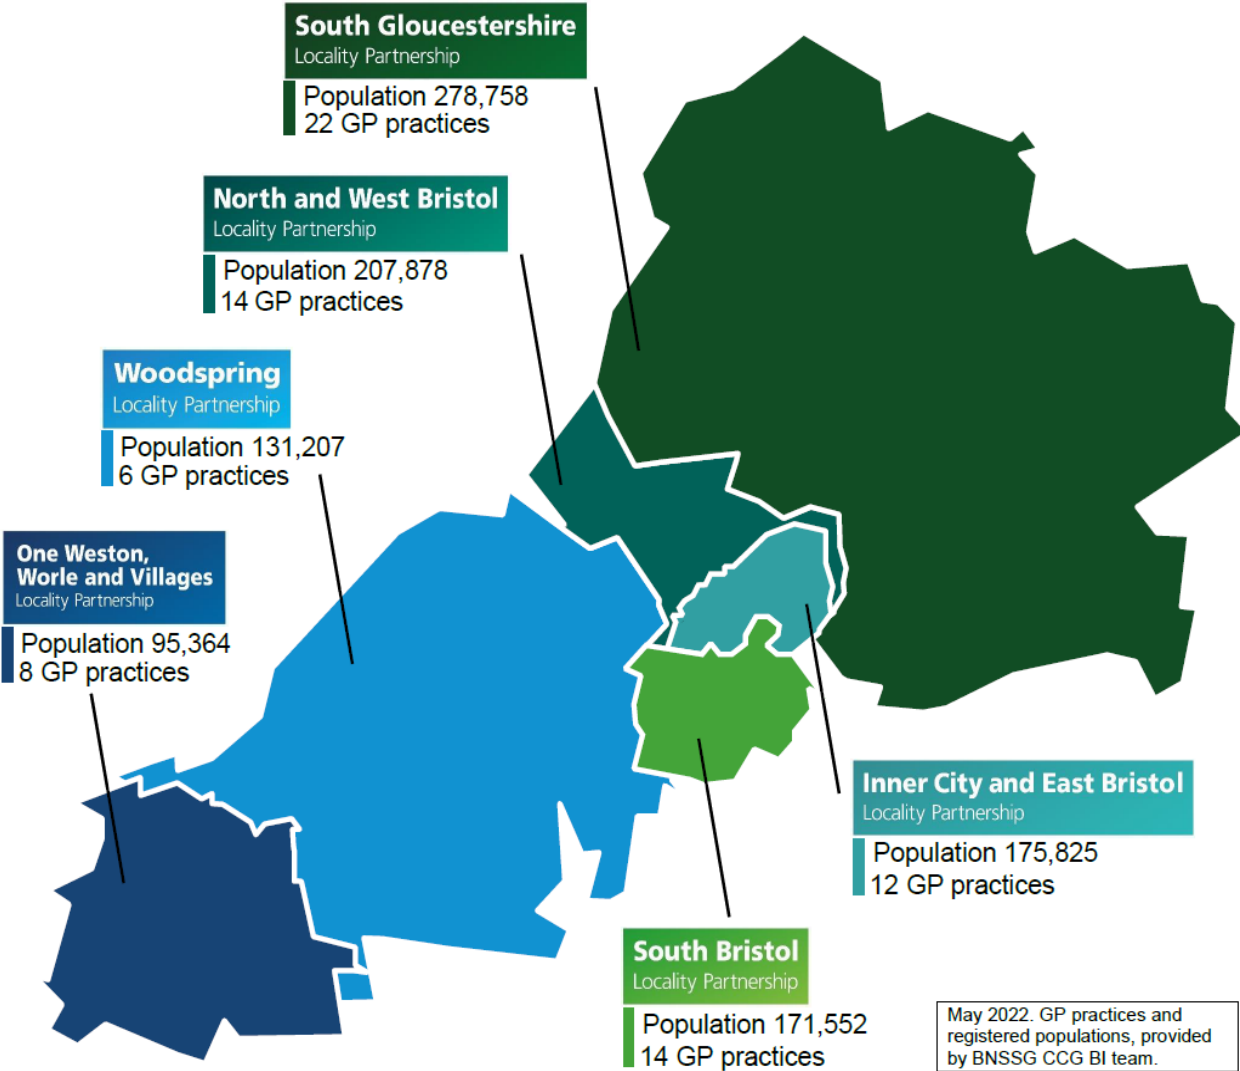 South Gloucestershire
Locality Partnership
Population 278,758
22 GP practices
North and West Bristol
Locality Partnership
Population 207,878
14 GP practices
Woodspring
Locality Partnership
Population 131,207
6 GP practices
One Weston,
Worle and Villages
Locality Partnership
Population 95,364
8 GP practices
Inner City and East Bristol
Locality Partnership
Population 175,825
12 GP practices
South Bristol
Locality Partnership
Population 171,552
14 GP practices
May 2022. GP practices and
registered populations, provided
by BNSSG CCG BI team.